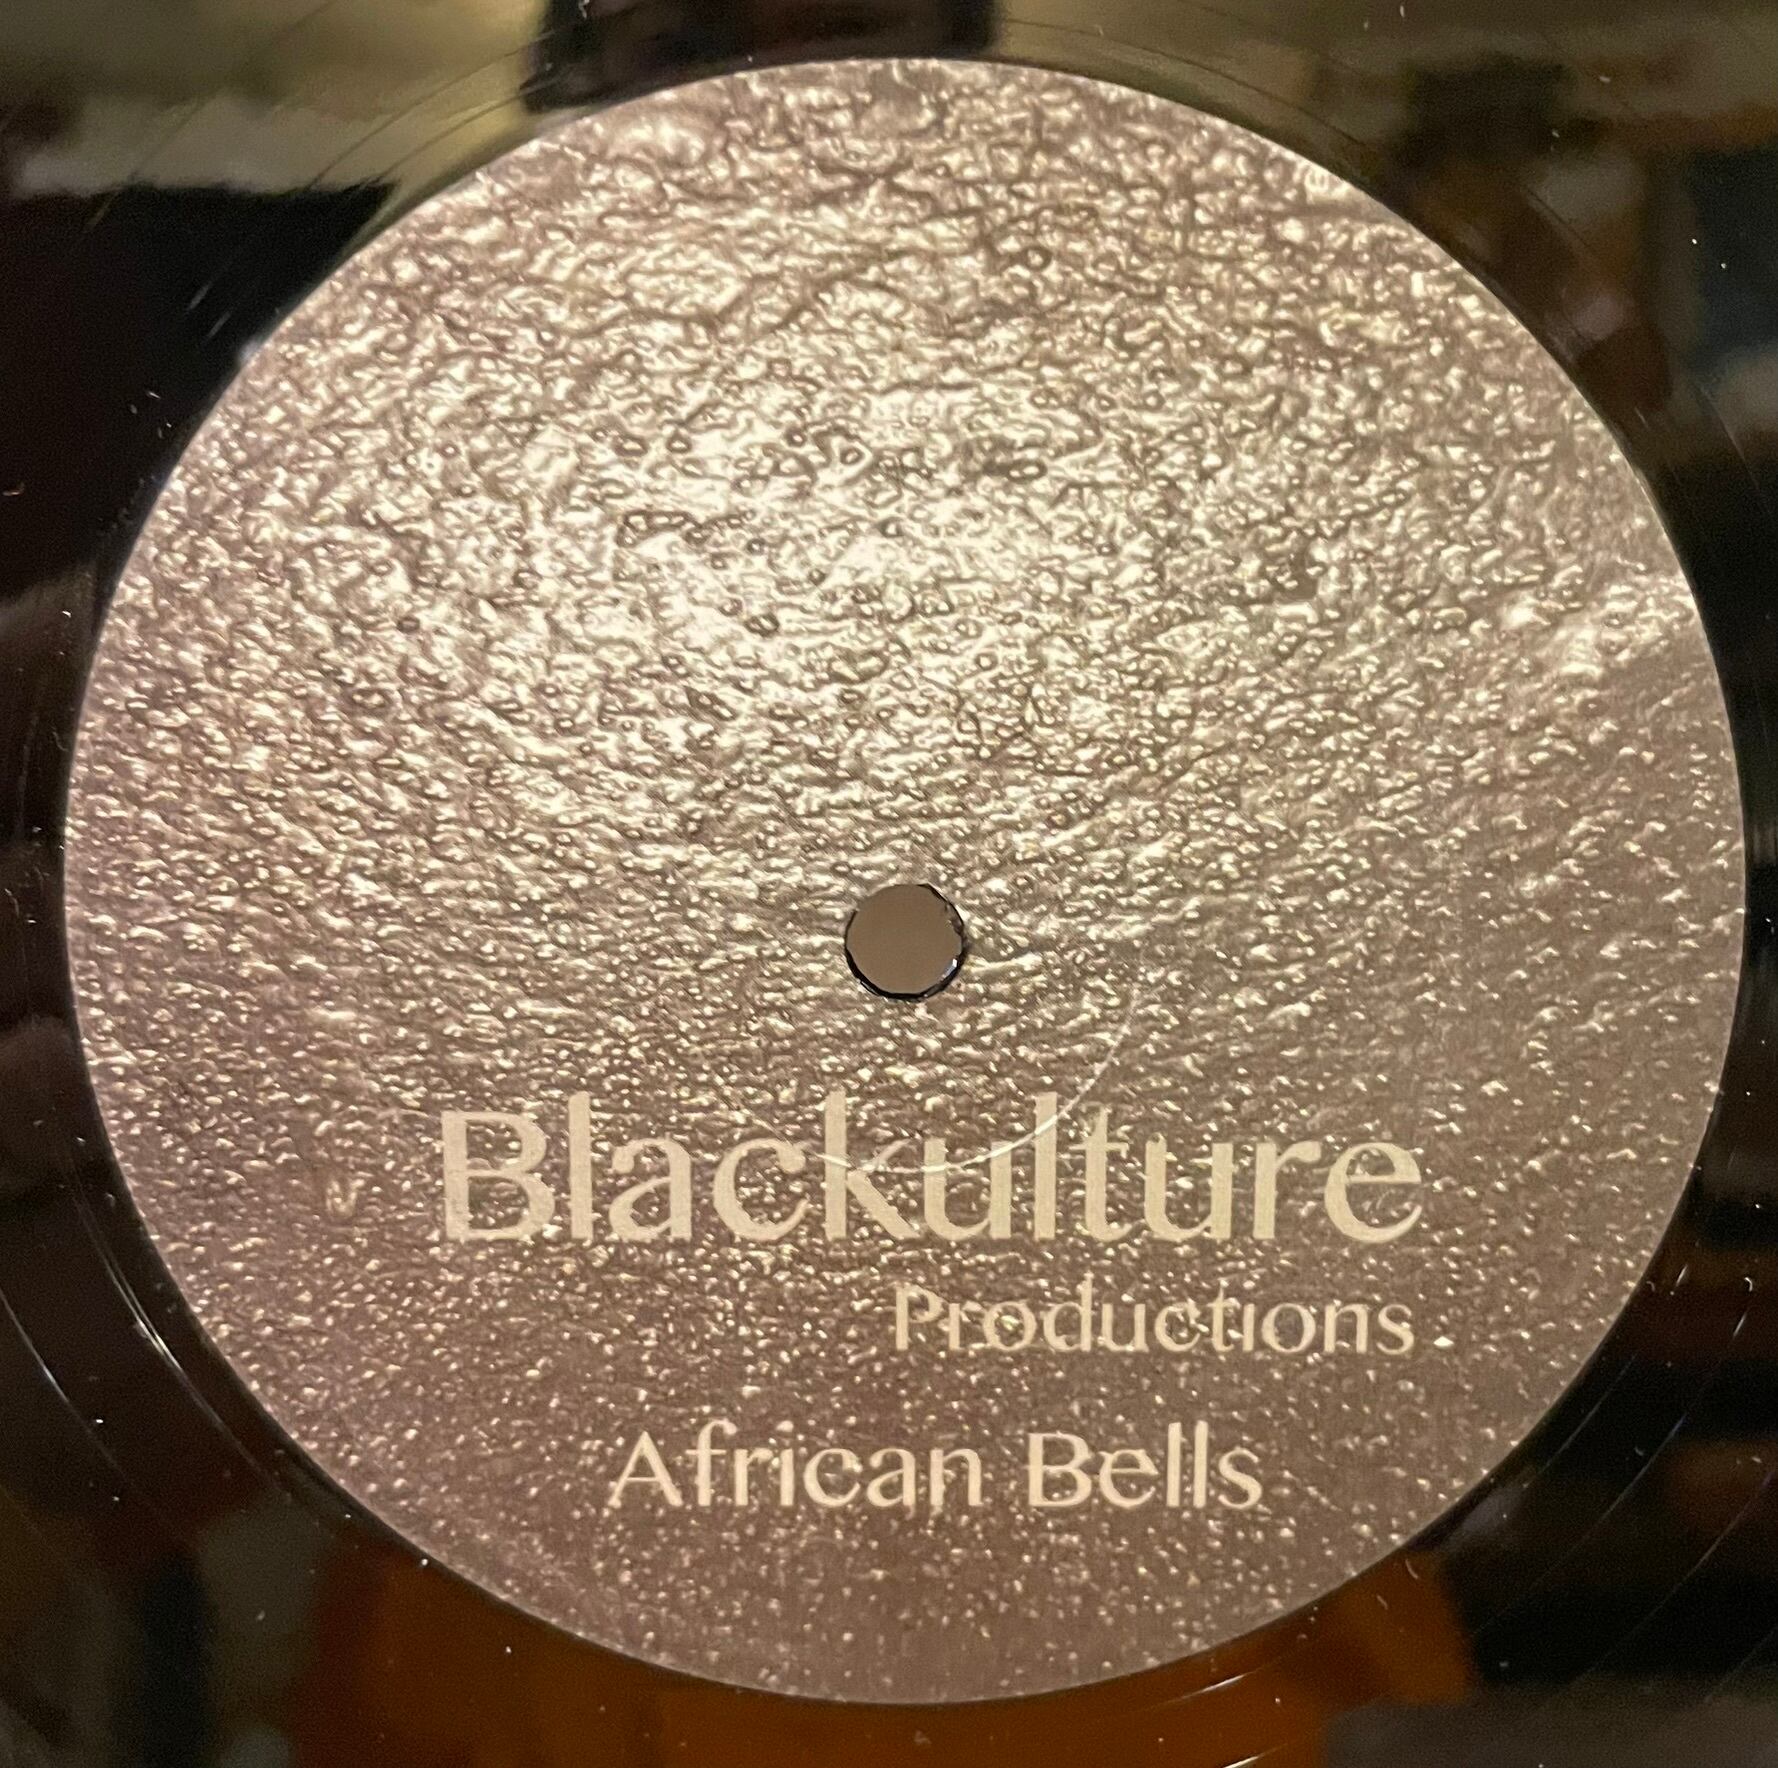 Blackulture
Productions
African Bells